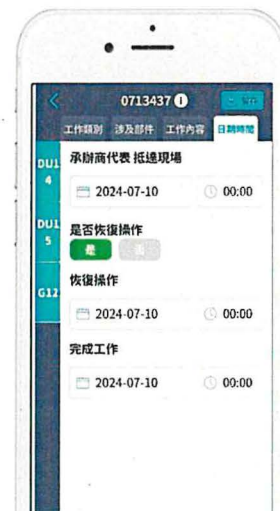 0713437
工作類別 涉及部件 工作內容 日期時間
DU1
4
承辦商代表 抵達現場
2024-07-10 00:00
DU1
5
是否恢復操作
是
G12
恢復操作
2024-07-10 00:00
完成工作
2024-07-10 00:00